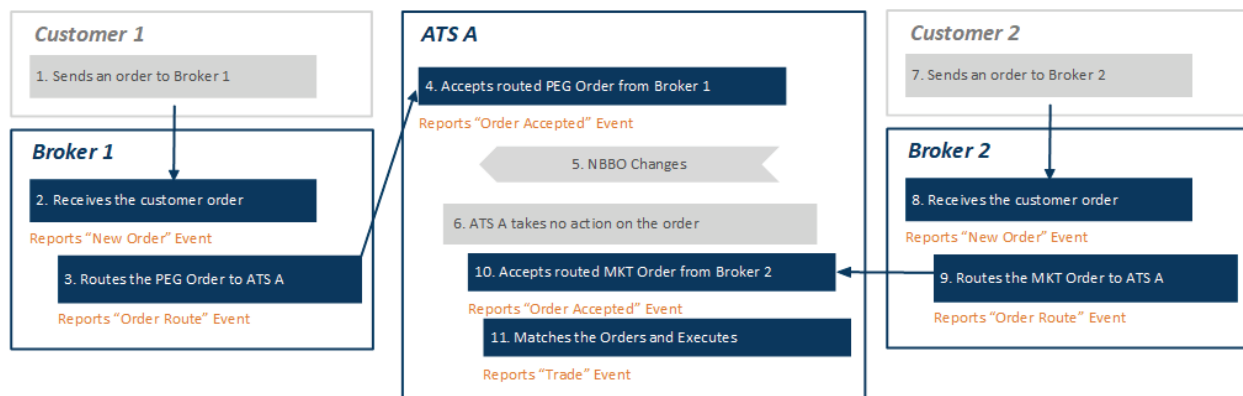 Customer 1
1. Sends an order to Broker 1
Broker 1
2. Receives the customer order
Reports “New Order” Event
3. Routes the PEG Order to ATS A
Reports “Order Route” Event
ATS A
4. Accepts routed PEG Order from Broker 1
Reports “Order Accepted” Event
5. NBBO Changes
6. ATS A takes no action on the order
10. Accepts routed MKT Order from Broker 2
Reports “Order Accepted” Event
11. Matches the Orders and Executes
Reports “Trade” Event
Customer 2
7. Sends an order to Broker 2
Broker 2
8. Receives the customer order
Reports “New Order” Event
9. Routes the MKT Order to ATS A
Reports “Order Route” Event